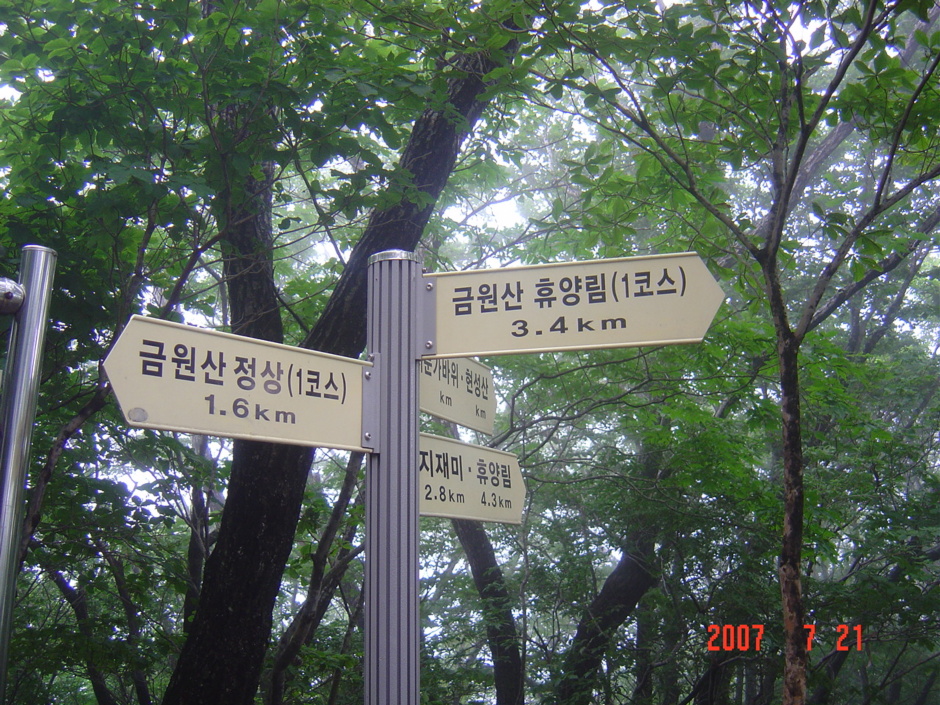 금원산 휴양림(1코스)
3.4km
금원산 정상(1코스)
1.6km
현성산
km km
지재미·휴양림
2.8km 4.3km
2007 7 21